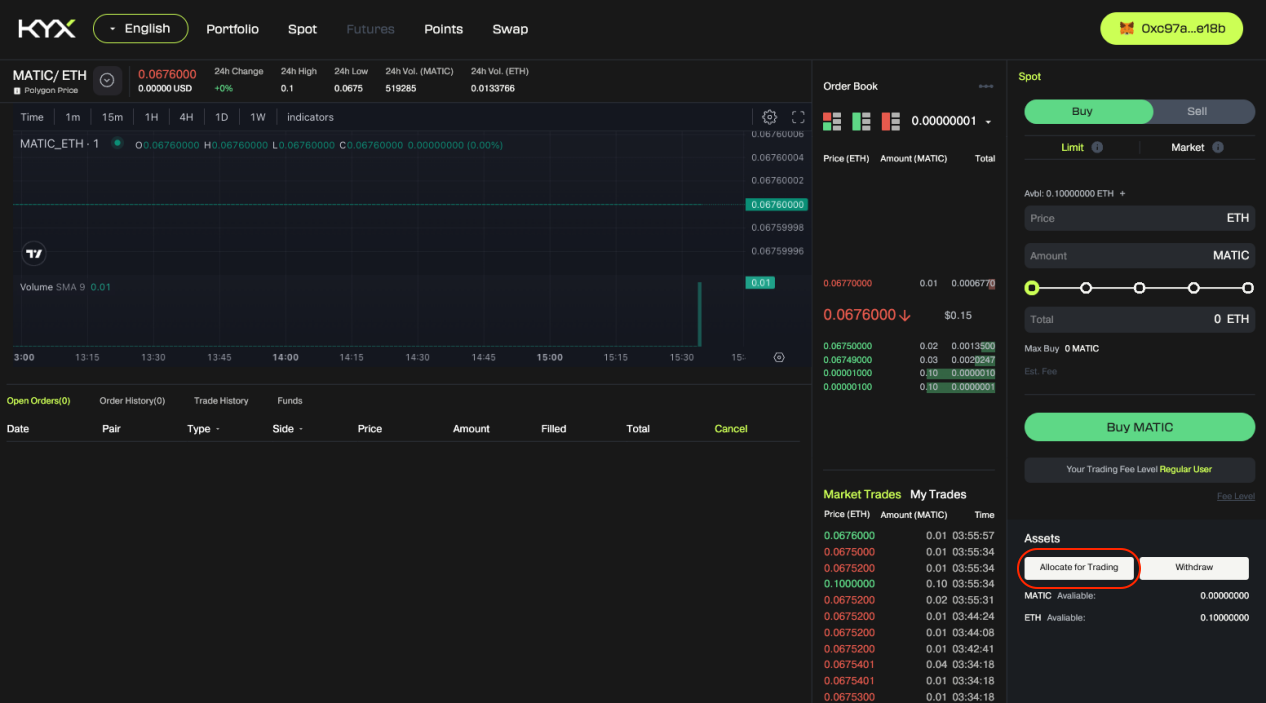 KYX English Portfolio Spot Futures Points Swap 0xc97a...e18b
MATIC/ ETH
Polygon Price
0.0676000
0.00000 USD
24h Change
+0%
24h High
0.1
24h Low
0.0675
24h Vol. (MATIC)
519285
24h Vol. (ETH)
0.0133766
Time 1m 15m 1H 4H 1D 1W indicators
MATIC_ETH · 1 O0.06760000 H0.06760000 L0.06760000 C0.06760000 0.00000000 (0.00%)
0.06760006
0.06760004
0.06760002
0.06760000
0.06759998
0.06759996
Volume SMA 9 0.01
0.01
3:00 13:15 13:30 13:45 14:00 14:15 14:30 14:45 15:00 15:15 15:30 15:
Open Orders(0) Order History(0) Trade History Funds
Date Pair Type Side Price Amount Filled Total Cancel
Order Book
0.00000001
Price (ETH) Amount (MATIC) Total
0.06770000 0.01 0.0006770
0.0676000↓ $0.15
0.06750000 0.02 0.0013500
0.06749000 0.03 0.0020247
0.00001000 0.10 0.0000010
0.00000100 0.10 0.0000001
Market Trades My Trades
Price (ETH) Amount (MATIC) Time
0.0676000 0.01 03:55:57
0.0675000 0.01 03:55:34
0.0675200 0.01 03:55:34
0.1000000 0.10 03:55:34
0.0675200 0.02 03:55:31
0.0675200 0.01 03:44:24
0.0675200 0.01 03:44:08
0.0675200 0.01 03:42:41
0.0675401 0.04 03:34:18
0.0675401 0.01 03:34:18
0.0675300 0.01 03:34:18
Spot
Buy Sell
Limit Market
Avbl: 0.10000000 ETH +
Price ETH
Amount MATIC
Total 0 ETH
Max Buy 0 MATIC
Est. Fee
Buy MATIC
Your Trading Fee Level Regular User
Fee Level
Assets
Allocate for Trading Withdraw
MATIC Avaliable: 0.00000000
ETH Avaliable: 0.10000000